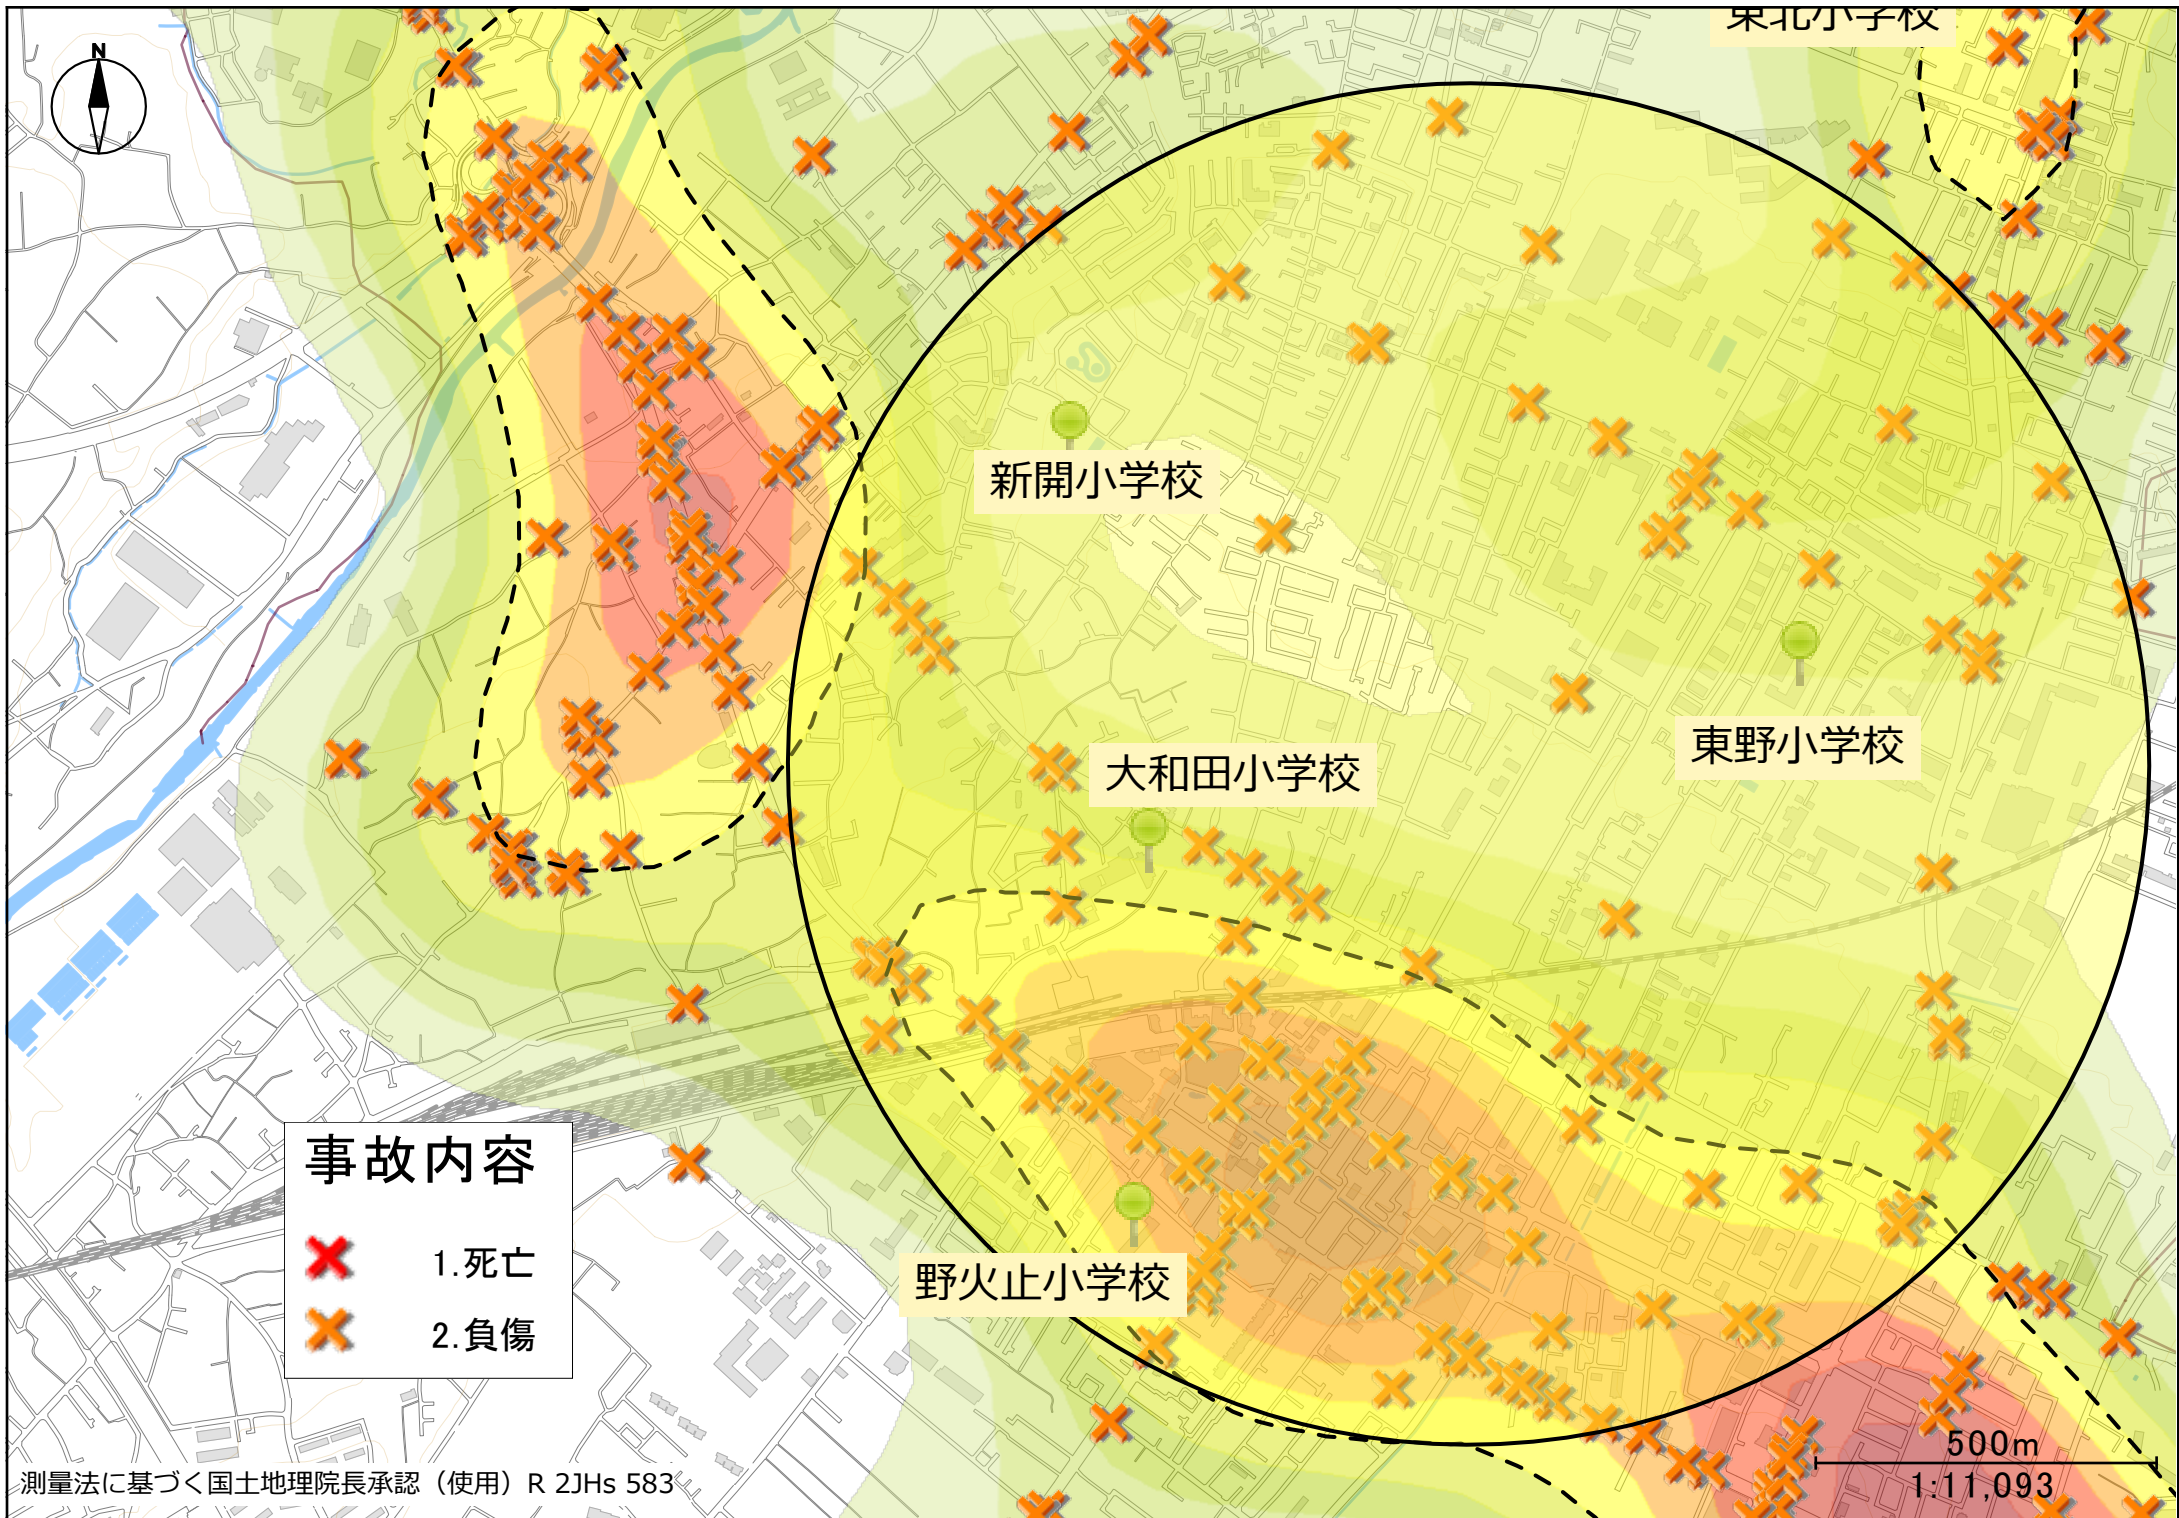 N
東北小学校
新開小学校
東野小学校
大和田小学校
野火止小学校
事故内容
1.死亡
2.負傷
500m
1:11,093
測量法に基づく国土地理院長承認（使用）R 2JHs 583